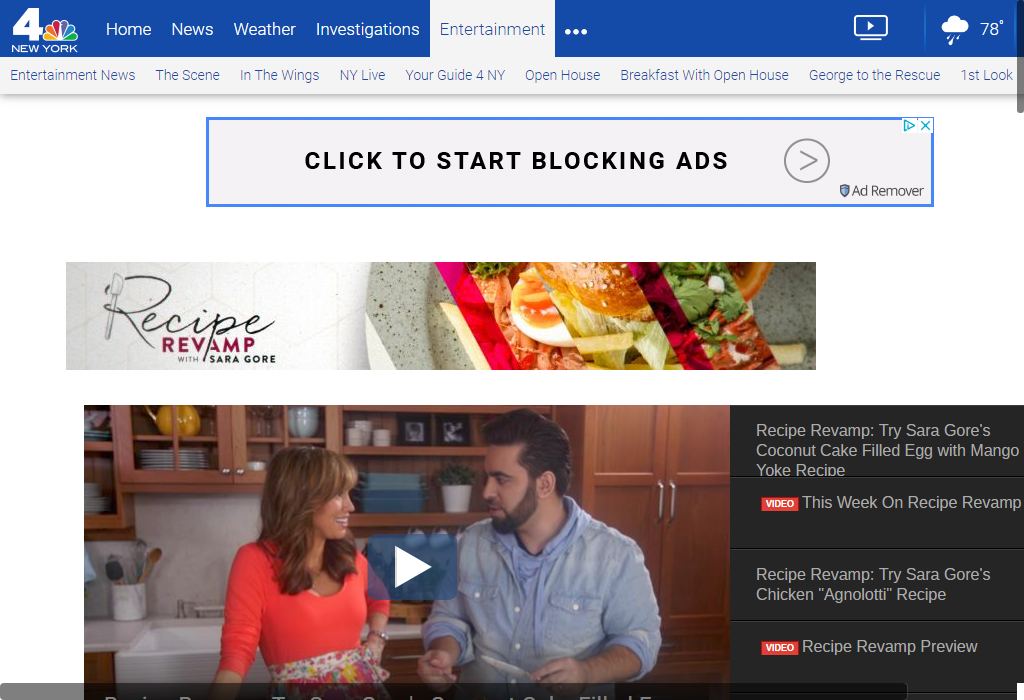 4
NEW YORK
Home
News
Weather
Investigations
Entertainment
78°
Entertainment News
The Scene
In The Wings
NY Live
Your Guide 4 NY
Open House
Breakfast With Open House
George to the Rescue
1st Look
CLICK TO START BLOCKING ADS
Ad Remover
Recipe
REVAMP
WITH SARA GORE
Recipe Revamp: Try Sara Gore's
Coconut Cake Filled Egg with Mango
Yoke Recipe
VIDEO This Week On Recipe Revamp
Recipe Revamp: Try Sara Gore's
Chicken "Agnolotti" Recipe
VIDEO Recipe Revamp Preview